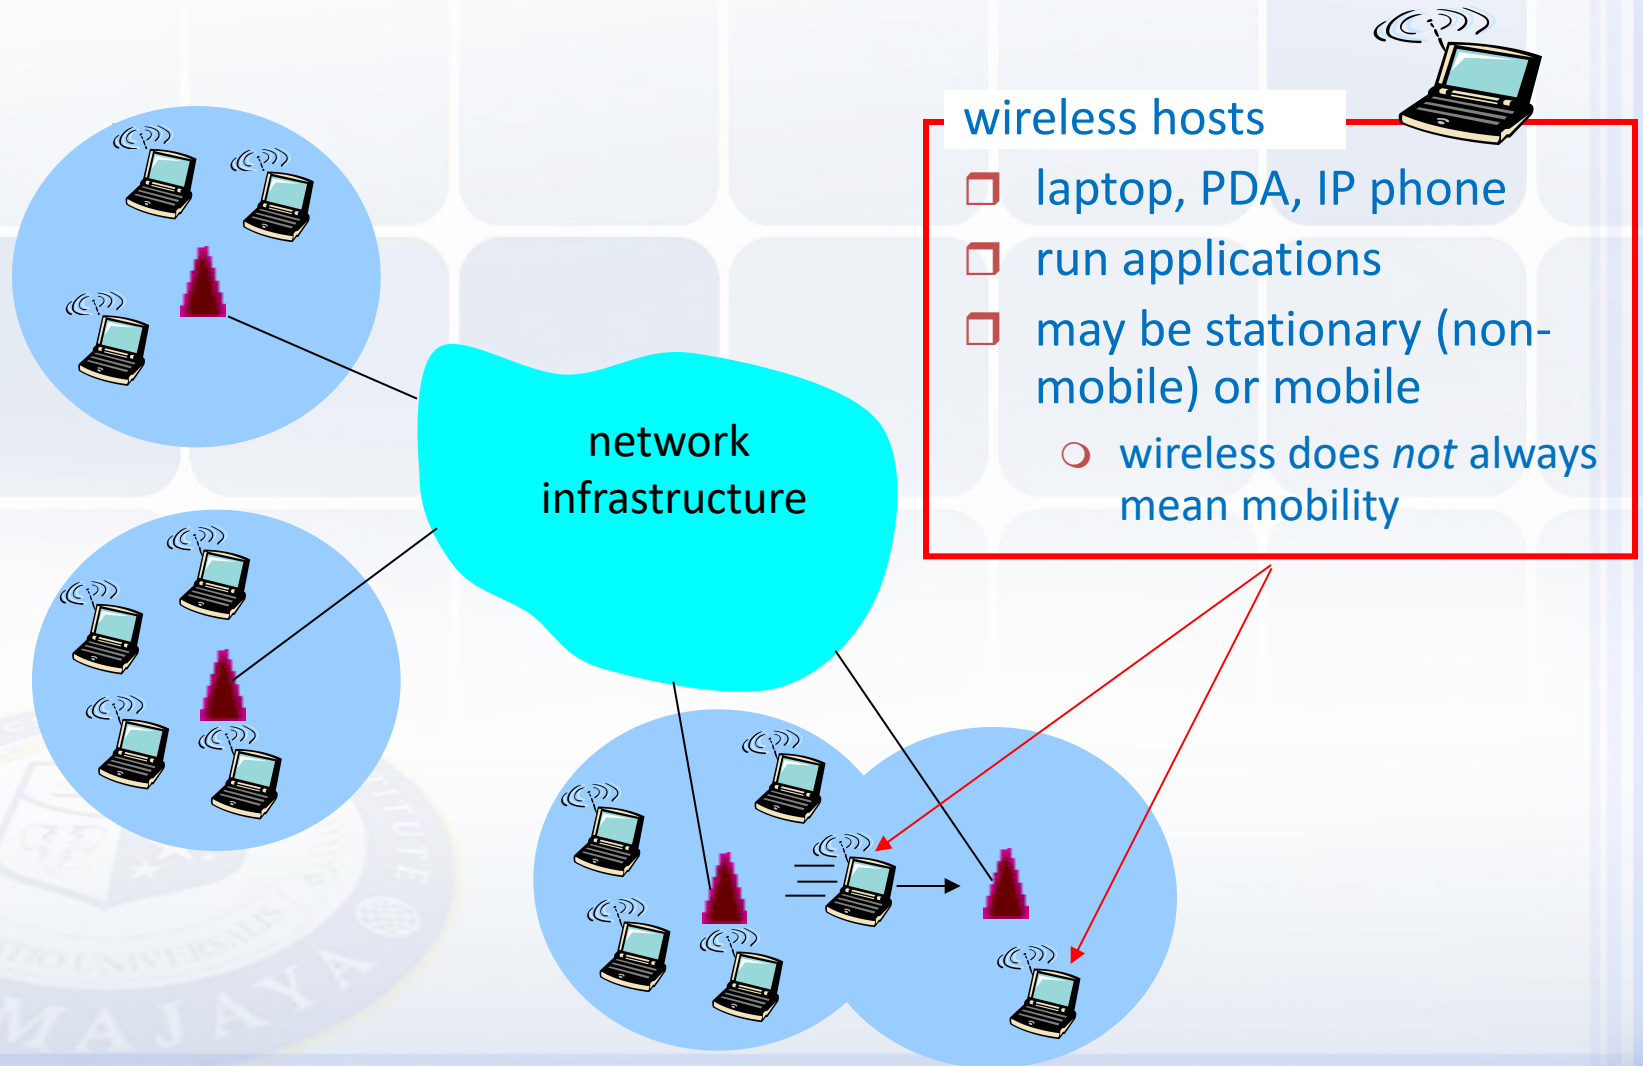 wireless hosts
❒ laptop, PDA, IP phone
❒ run applications
❒ may be stationary (non-
mobile) or mobile
❍ wireless does not always
mean mobility
network
infrastructure
MAJAYA